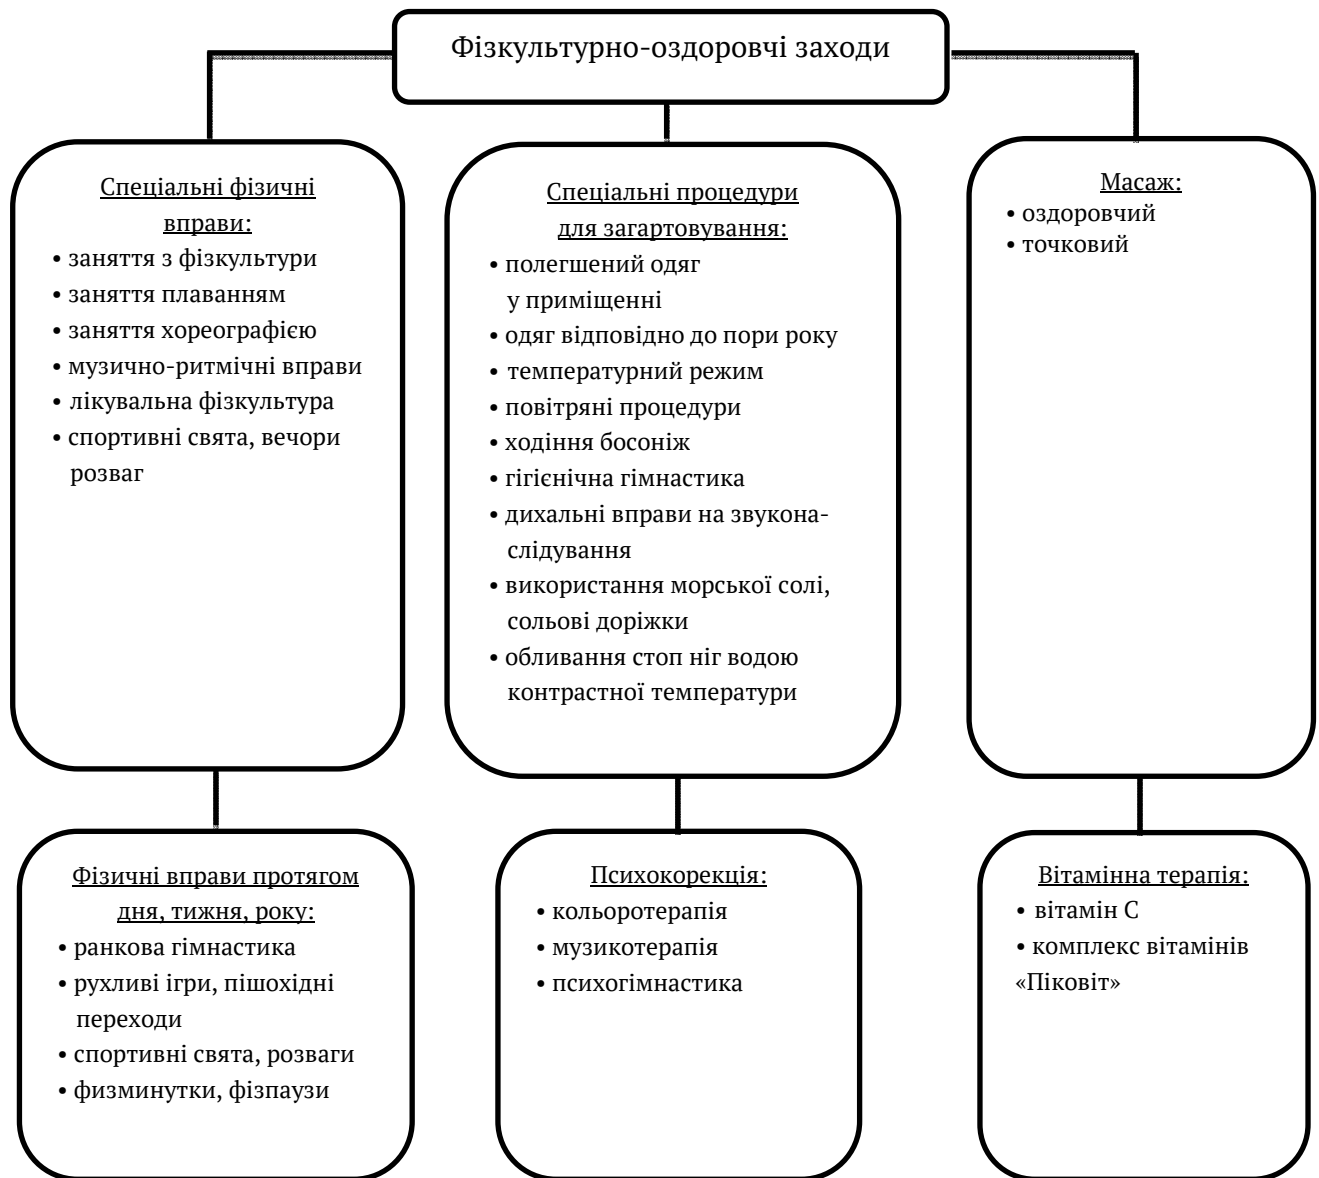 Фізкультурно-оздоровчі заходи
Спеціальні фізичні
вправи:
• заняття з фізкультури
• заняття плаванням
• заняття хореографією
• музично-ритмічні вправи
• лікувальна фізкультура
• спортивні свята, вечори
розваг
Спеціальні процедури
для загартовування:
• полегшений одяг
у приміщенні
• одяг відповідно до пори року
• температурний режим
• повітряні процедури
• ходіння босоніж
• гігієнічна гімнастика
• дихальні вправи на звукона-
слідування
• використання морської солі,
сольові доріжки
• обливання стоп ніг водою
контрастної температури
Масаж:
• оздоровчий
• точковий
Фізичні вправи протягом
дня, тижня, року:
• ранкова гімнастика
• рухливі ігри, пішохідні
переходи
• спортивні свята, розваги
• физминутки, фізпаузи
Психокорекція:
• кольоротерапія
• музикотерапія
• психогімнастика
Вітамінна терапія:
• вітамін С
• комплекс вітамінів
«Піковіт»